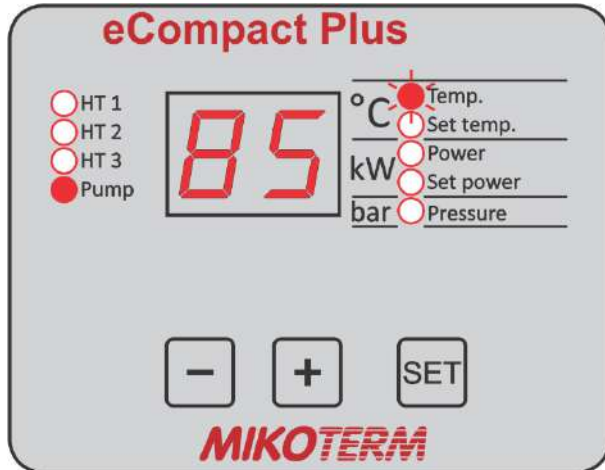 eCompact Plus
HT 1
HT 2
HT 3
Pump
85
°C
Temp.
Set temp.
kW
Power
Set power
bar
Pressure
- + SET
MIKOTERM